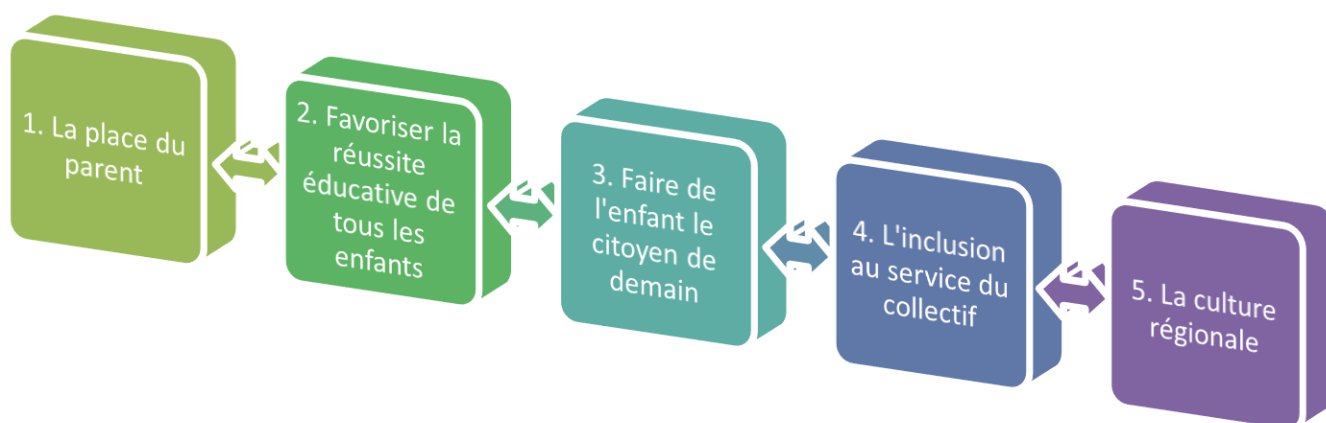 1. La place du
parent
2. Favoriser la
réussite
éducative de
tous les
enfants
3. Faire de
l'enfant le
citoyen de
demain
4. L'inclusion
au service du
collectif
5. La culture
régionale